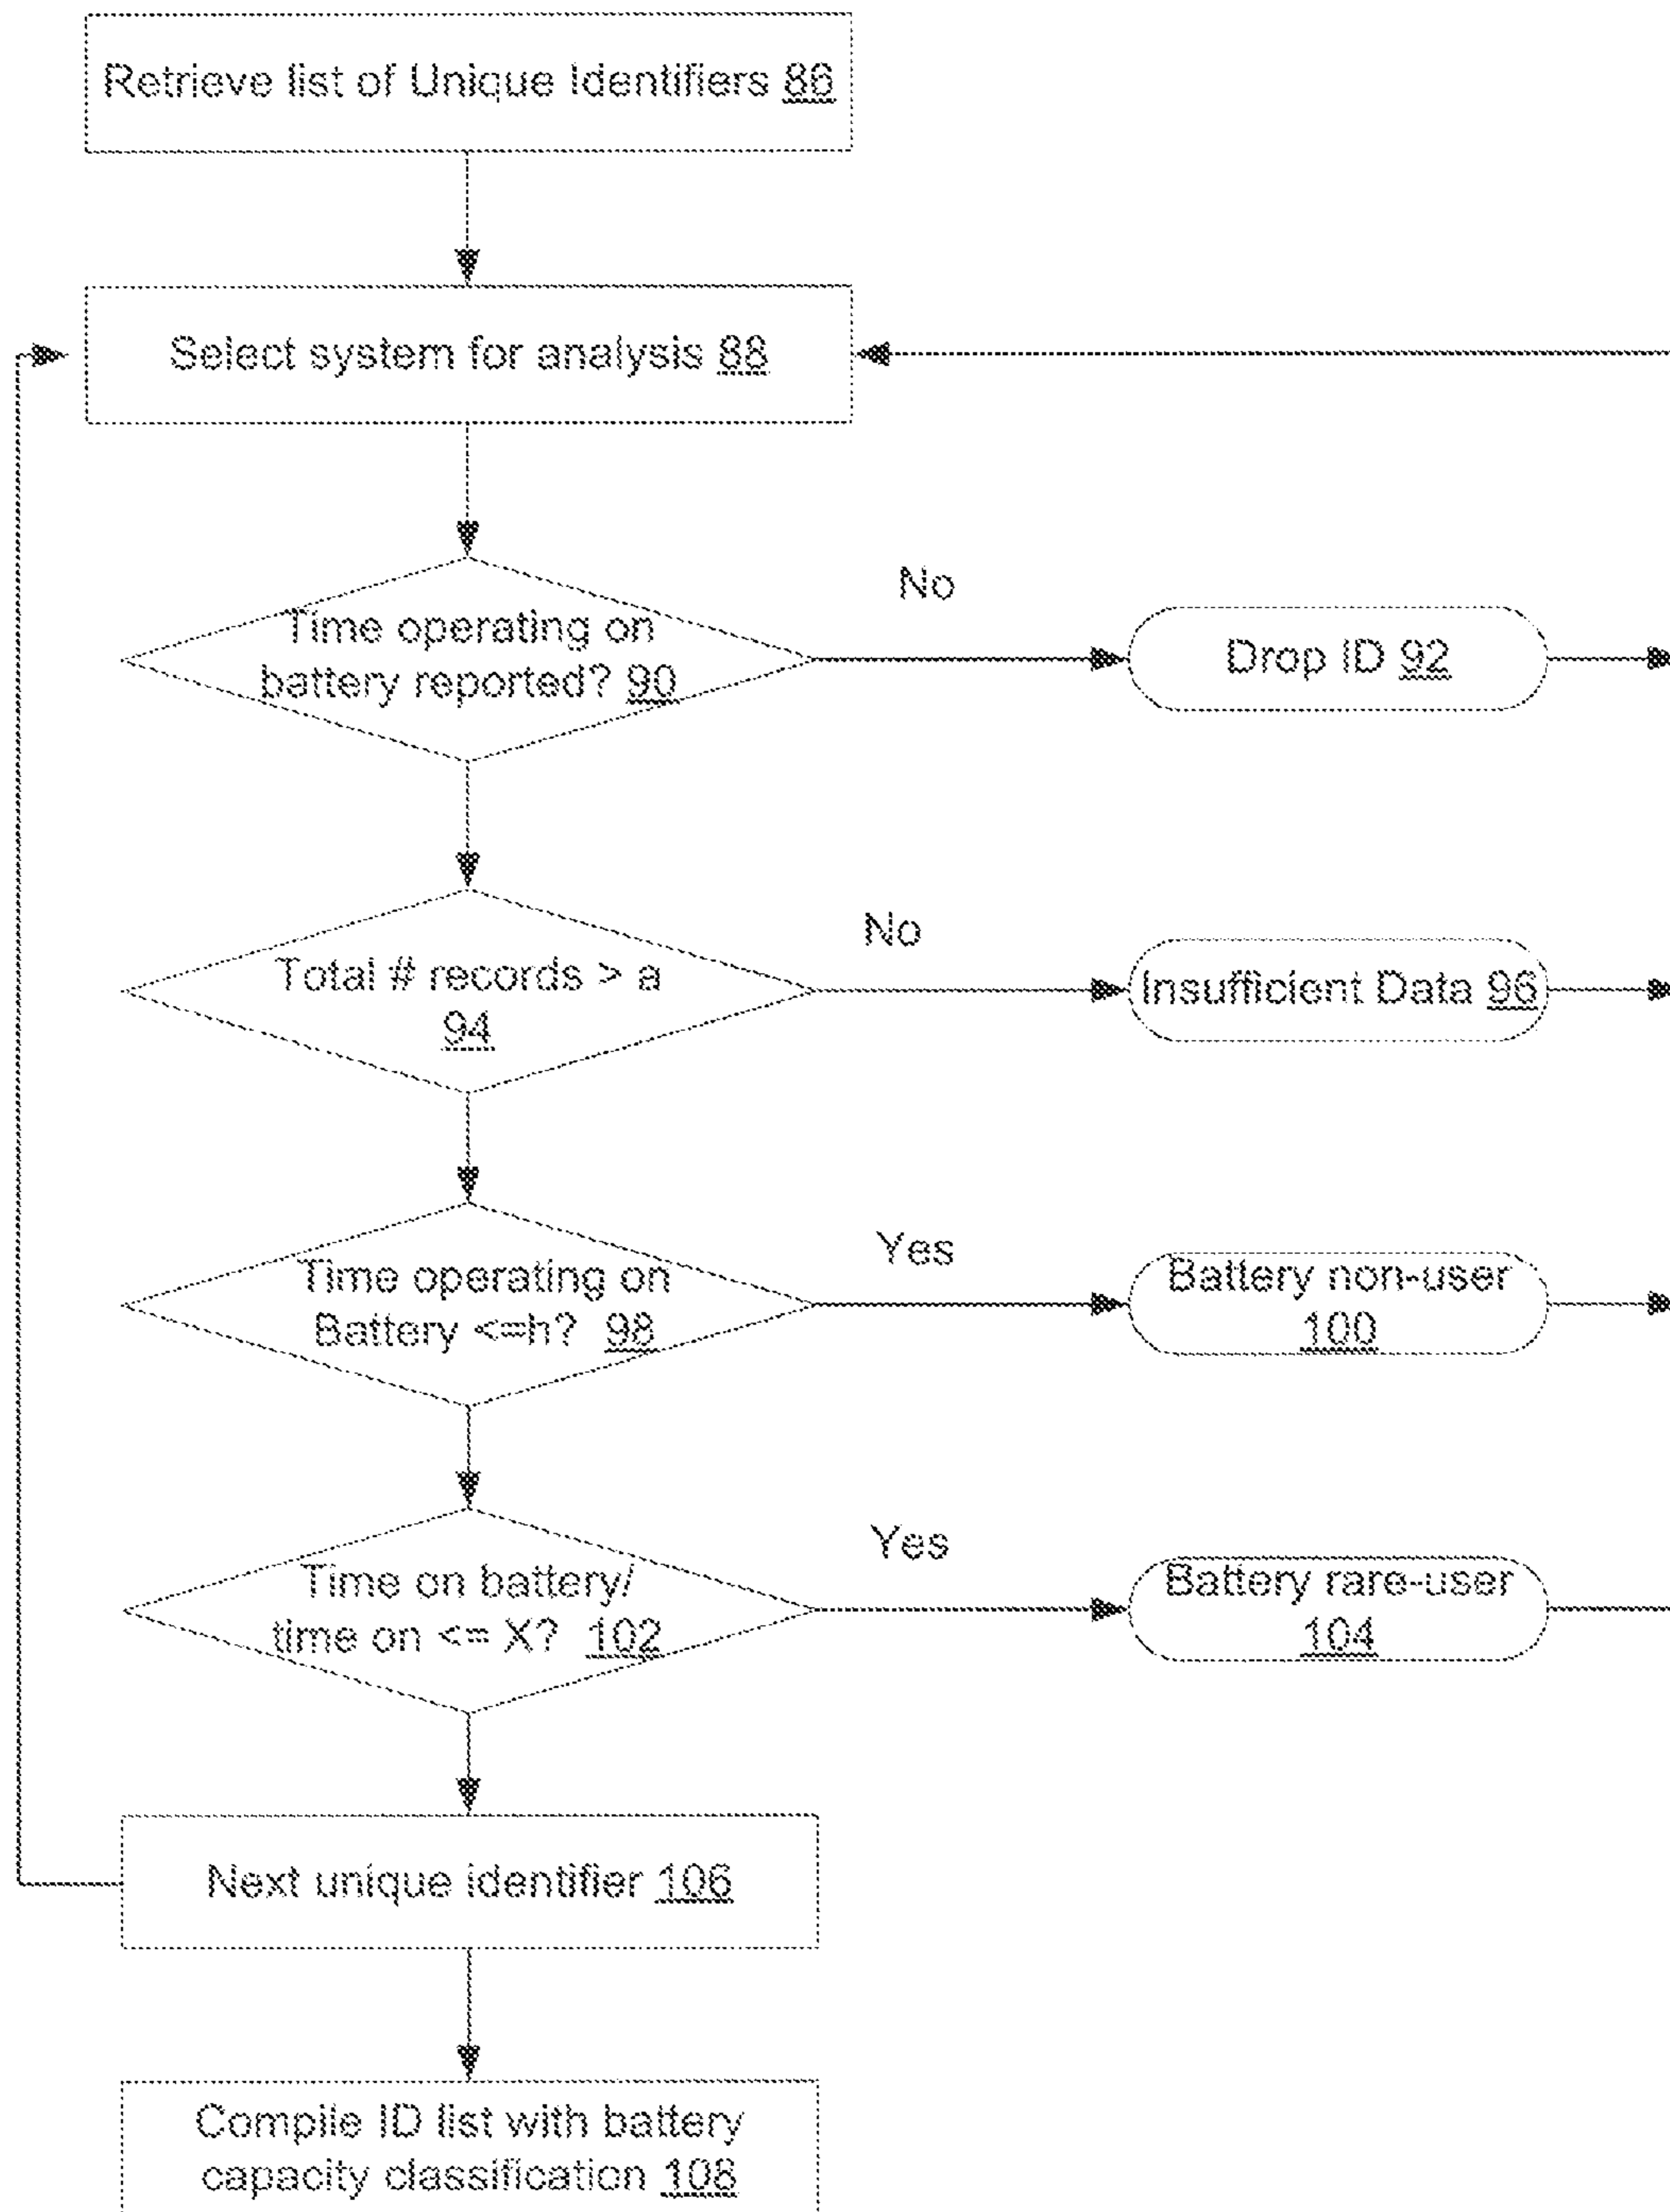 Retrieve list of Unique Identifiers 86
Select system for analysis 88
No
Time operating on
battery reported? 90
Drop ID 92
No
Total # records > a
94
Insufficient Data 96
Yes
Time operating on
Battery <=h? 98
Battery non-user
100
Yes
Time on battery/
time on <= X? 102
Battery rare-user
104
Next unique identifier 106
Compile ID list with battery
capacity classification 108